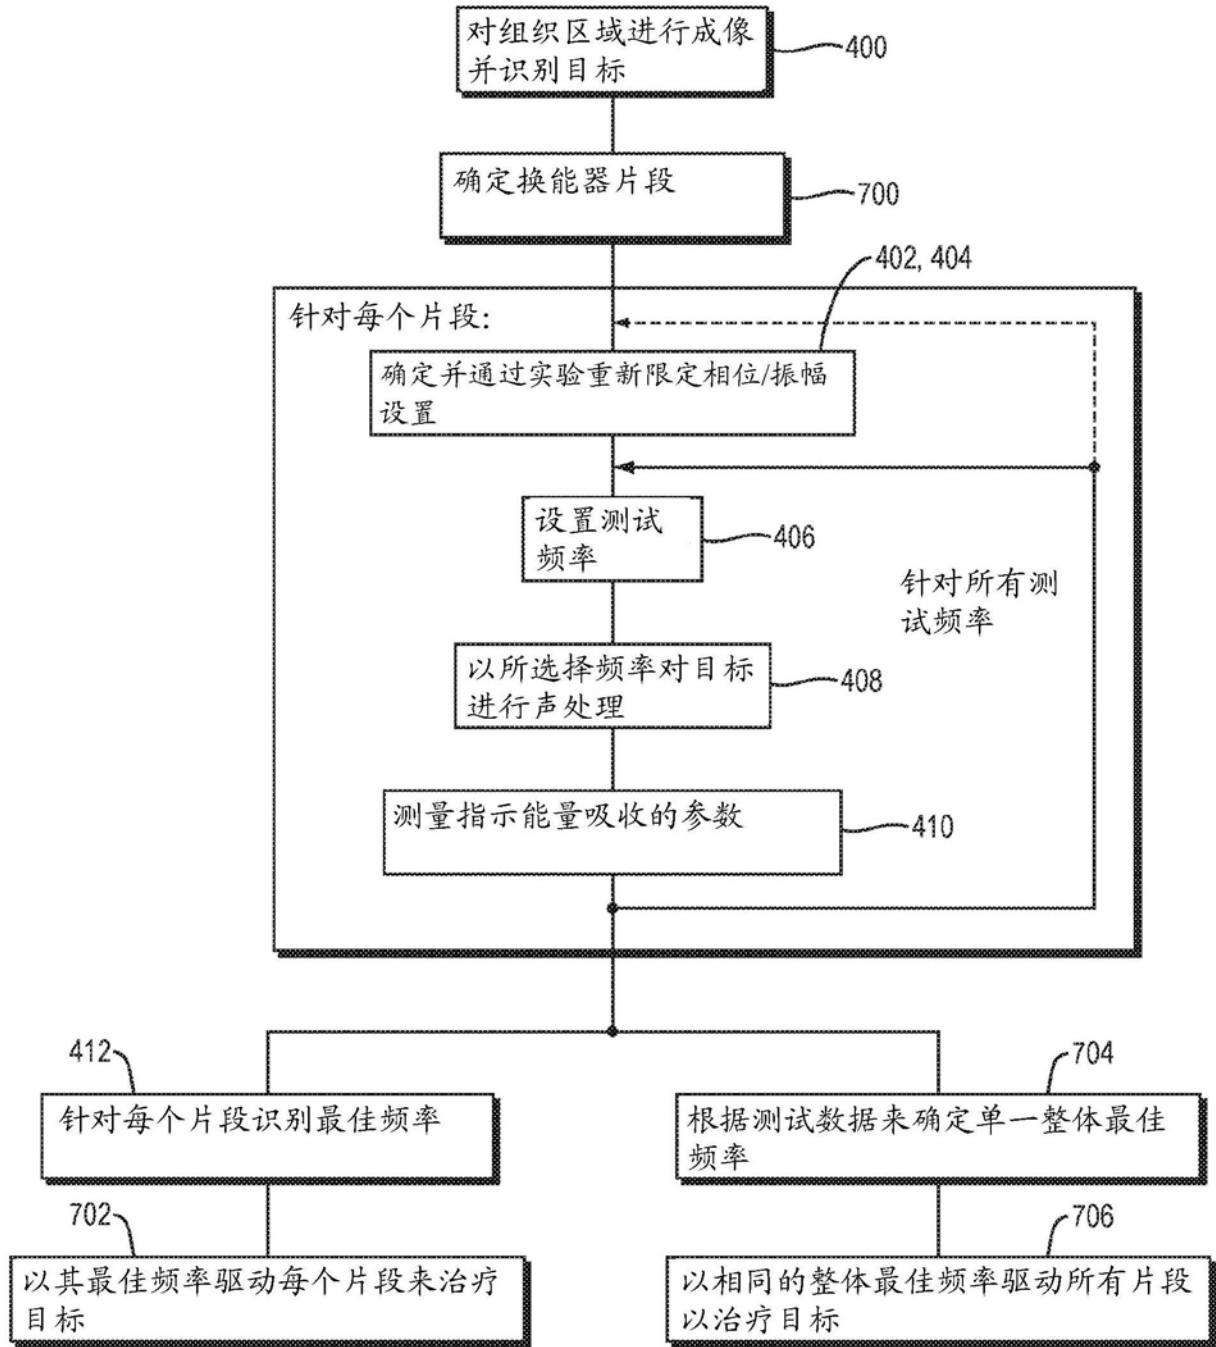 对组织区域进行成像
并识别目标
400
确定换能器片段
700
402, 404
针对每个片段:
确定并通过实验重新限定相位/振幅
设置
设置测试
频率
406
针对所有测
试频率
以所选择频率对目标
进行声处理
408
测量指示能量吸收的参数
410
412
针对每个片段识别最佳频率
704
根据测试数据来确定单一整体最佳
频率
702
以其最佳频率驱动每个片段来治疗
目标
706
以相同的整体最佳频率驱动所有片段
以治疗目标